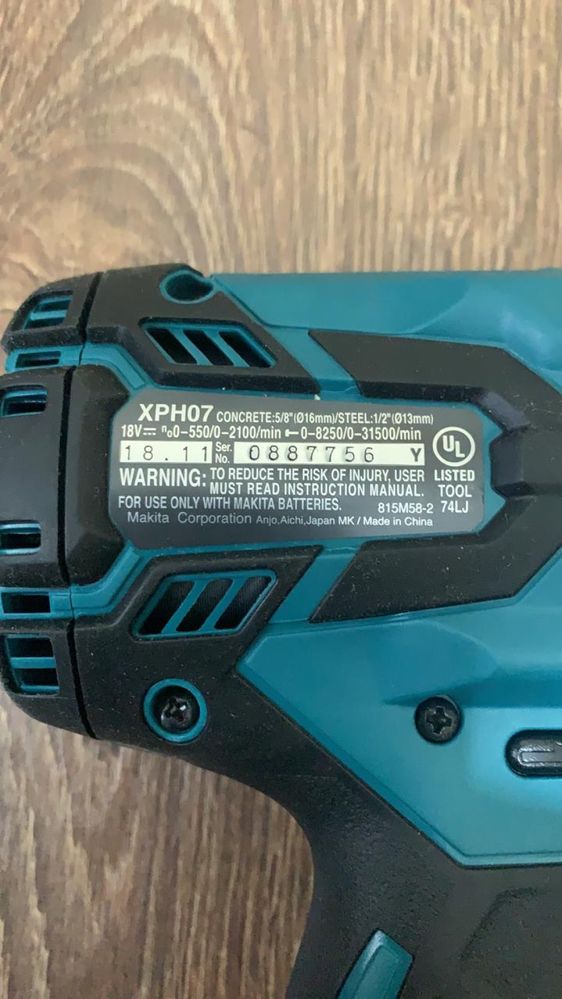 XPH07 CONCRETE:5/8"(Ø16mm)/STEEL:1/2"(Ø13mm)
18V⎓ n₀0-550/0-2100/min ⟵0-8250/0-31500/min
18.11 Ser. No. 0887756 Y
UL
LISTED
TOOL
74LJ
WARNING: TO REDUCE THE RISK OF INJURY, USER
MUST READ INSTRUCTION MANUAL.
FOR USE ONLY WITH MAKITA BATTERIES. 815M58-2
Makita Corporation Anjo,Aichi,Japan MK / Made in China